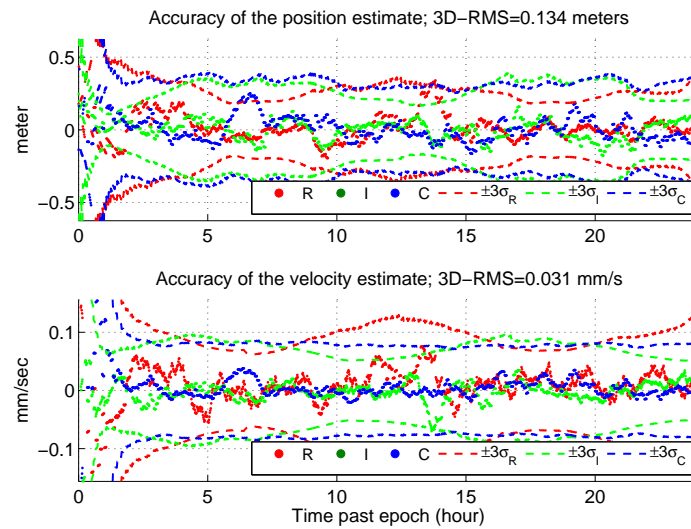 Accuracy of the position estimate; 3D−RMS=0.134 meters
0.5
0
−0.5
meter
R I C ±3σR ±3σI ±3σC
0 5 10 15 20
Accuracy of the velocity estimate; 3D−RMS=0.031 mm/s
0.1
0
−0.1
mm/sec
R I C ±3σR ±3σI ±3σC
0 5 10 15 20
Time past epoch (hour)